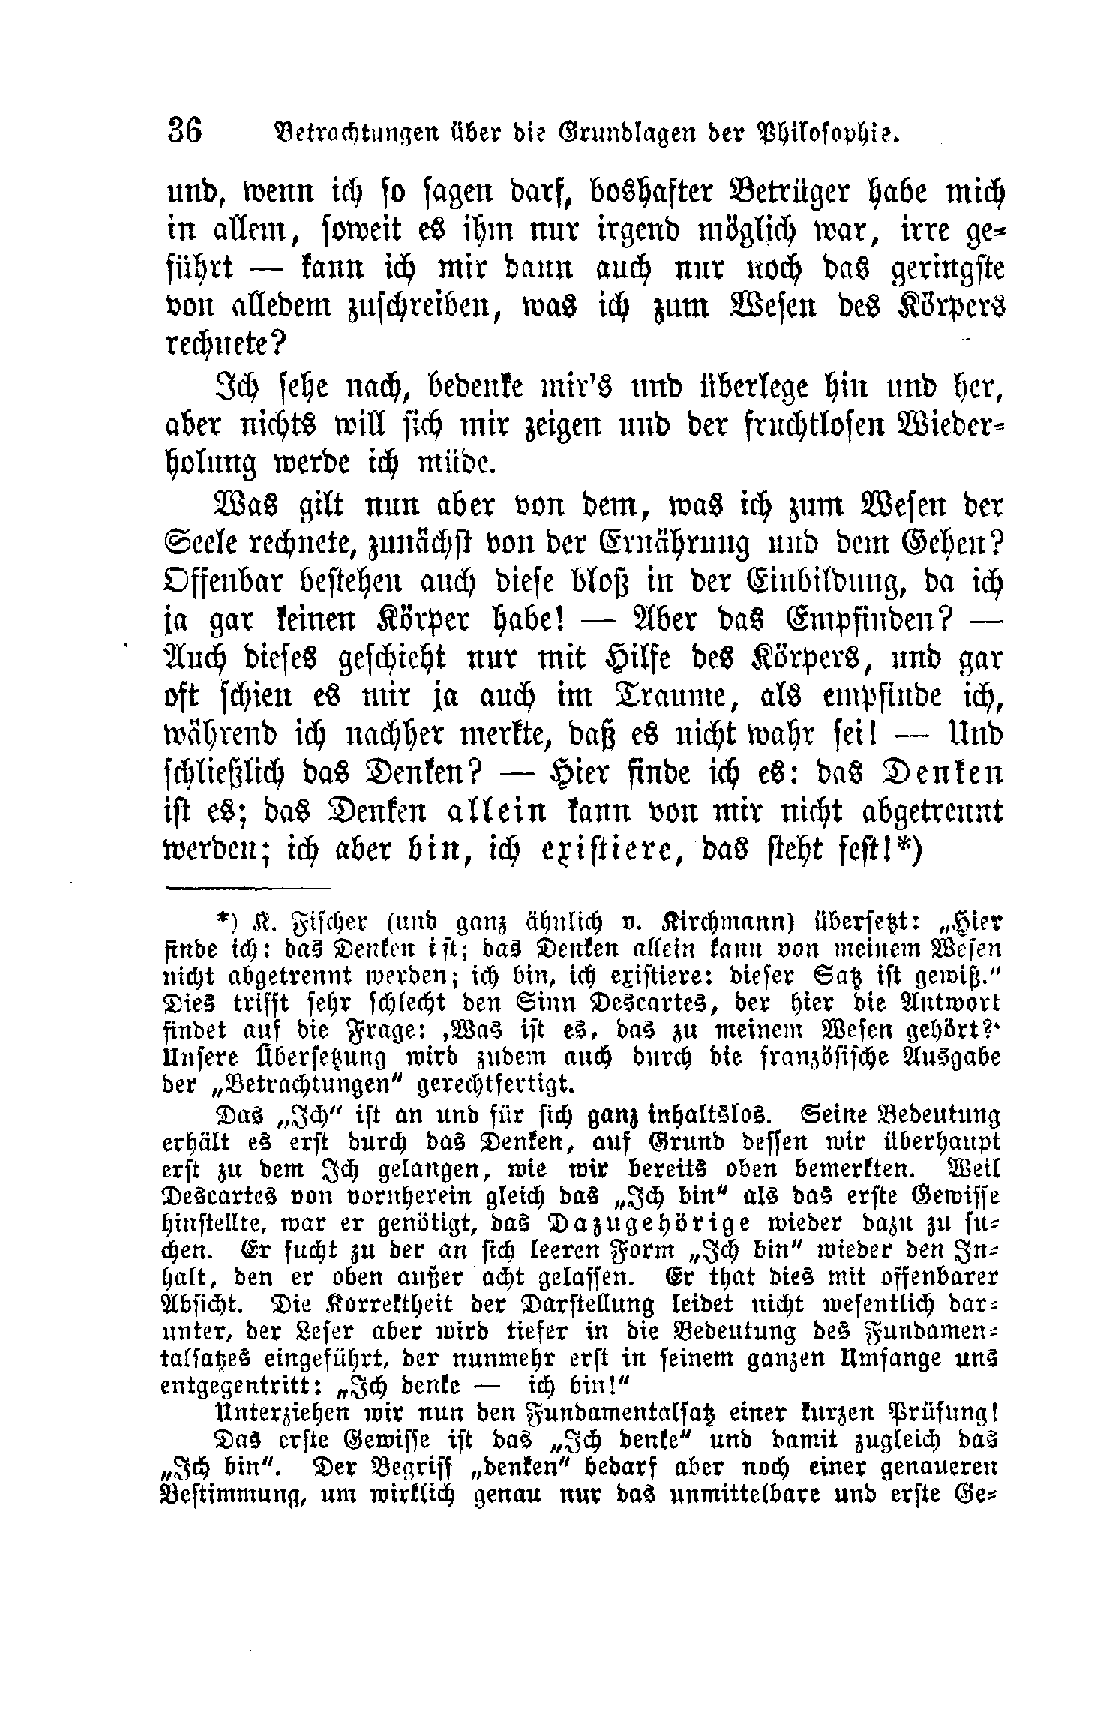 36 Betrachtungen über die Grundlagen der Philosophie.
und, wenn ich so sagen darf, boshafter Betrüger habe mich
in allem, soweit es ihm nur irgend möglich war, irre ge-
führt — kann ich mir dann auch nur noch das geringste
von alledem zuschreiben, was ich zum Wesen des Körpers
rechnete?
Ich sehe nach, bedenke mir's und überlege hin und her,
aber nichts will sich mir zeigen und der fruchtlosen Wieder-
holung werde ich müde.
Was gilt nun aber von dem, was ich zum Wesen der
Seele rechnete, zunächst von der Ernährung und dem Gehen?
Offenbar bestehen auch diese bloß in der Einbildung, da ich
ja gar keinen Körper habe! — Aber das Empfinden? —
Auch dieses geschieht nur mit Hilfe des Körpers, und gar
oft schien es mir ja auch im Traume, als empfinde ich,
während ich nachher merkte, daß es nicht wahr sei! — Und
schließlich das Denken? — Hier finde ich es: das Denken
ist es; das Denken allein kann von mir nicht abgetrennt
werden; ich aber bin, ich existiere, das steht fest!*)
*) K. Fischer (und ganz ähnlich v. Kirchmann) übersetzt: „Hier
finde ich: das Denken ist; das Denken allein kann von meinem Wesen
nicht abgetrennt werden; ich bin, ich existiere: dieser Satz ist gewiß."
Dies trifft sehr schlecht den Sinn Descartes, der hier die Antwort
findet auf die Frage: ‚Was ist es, das zu meinem Wesen gehört?‘
Unsere Übersetzung wird zudem auch durch die französische Ausgabe
der „Betrachtungen" gerechtfertigt.
Das „Ich" ist an und für sich ganz inhaltslos. Seine Bedeutung
erhält es erst durch das Denken, auf Grund dessen wir überhaupt
erst zu dem Ich gelangen, wie wir bereits oben bemerkten. Weil
Descartes von vornherein gleich das „Ich bin" als das erste Gewisse
hinstellte, war er genötigt, das Dazugehörige wieder dazu zu su-
chen. Er sucht zu der an sich leeren Form „Ich bin" wieder den In-
halt, den er oben außer acht gelassen. Er that dies mit offenbarer
Absicht. Die Korrektheit der Darstellung leidet nicht wesentlich dar-
unter, der Leser aber wird tiefer in die Bedeutung des Fundamen-
talsatzes eingeführt, der nunmehr erst in seinem ganzen Umfange uns
entgegentritt: „Ich denke — ich bin!"
Unterziehen wir nun den Fundamentalsatz einer kurzen Prüfung!
Das erste Gewisse ist das „Ich denke" und damit zugleich das
„Ich bin". Der Begriff „denken" bedarf aber noch einer genaueren
Bestimmung, um wirklich genau nur das unmittelbare und erste Ge-